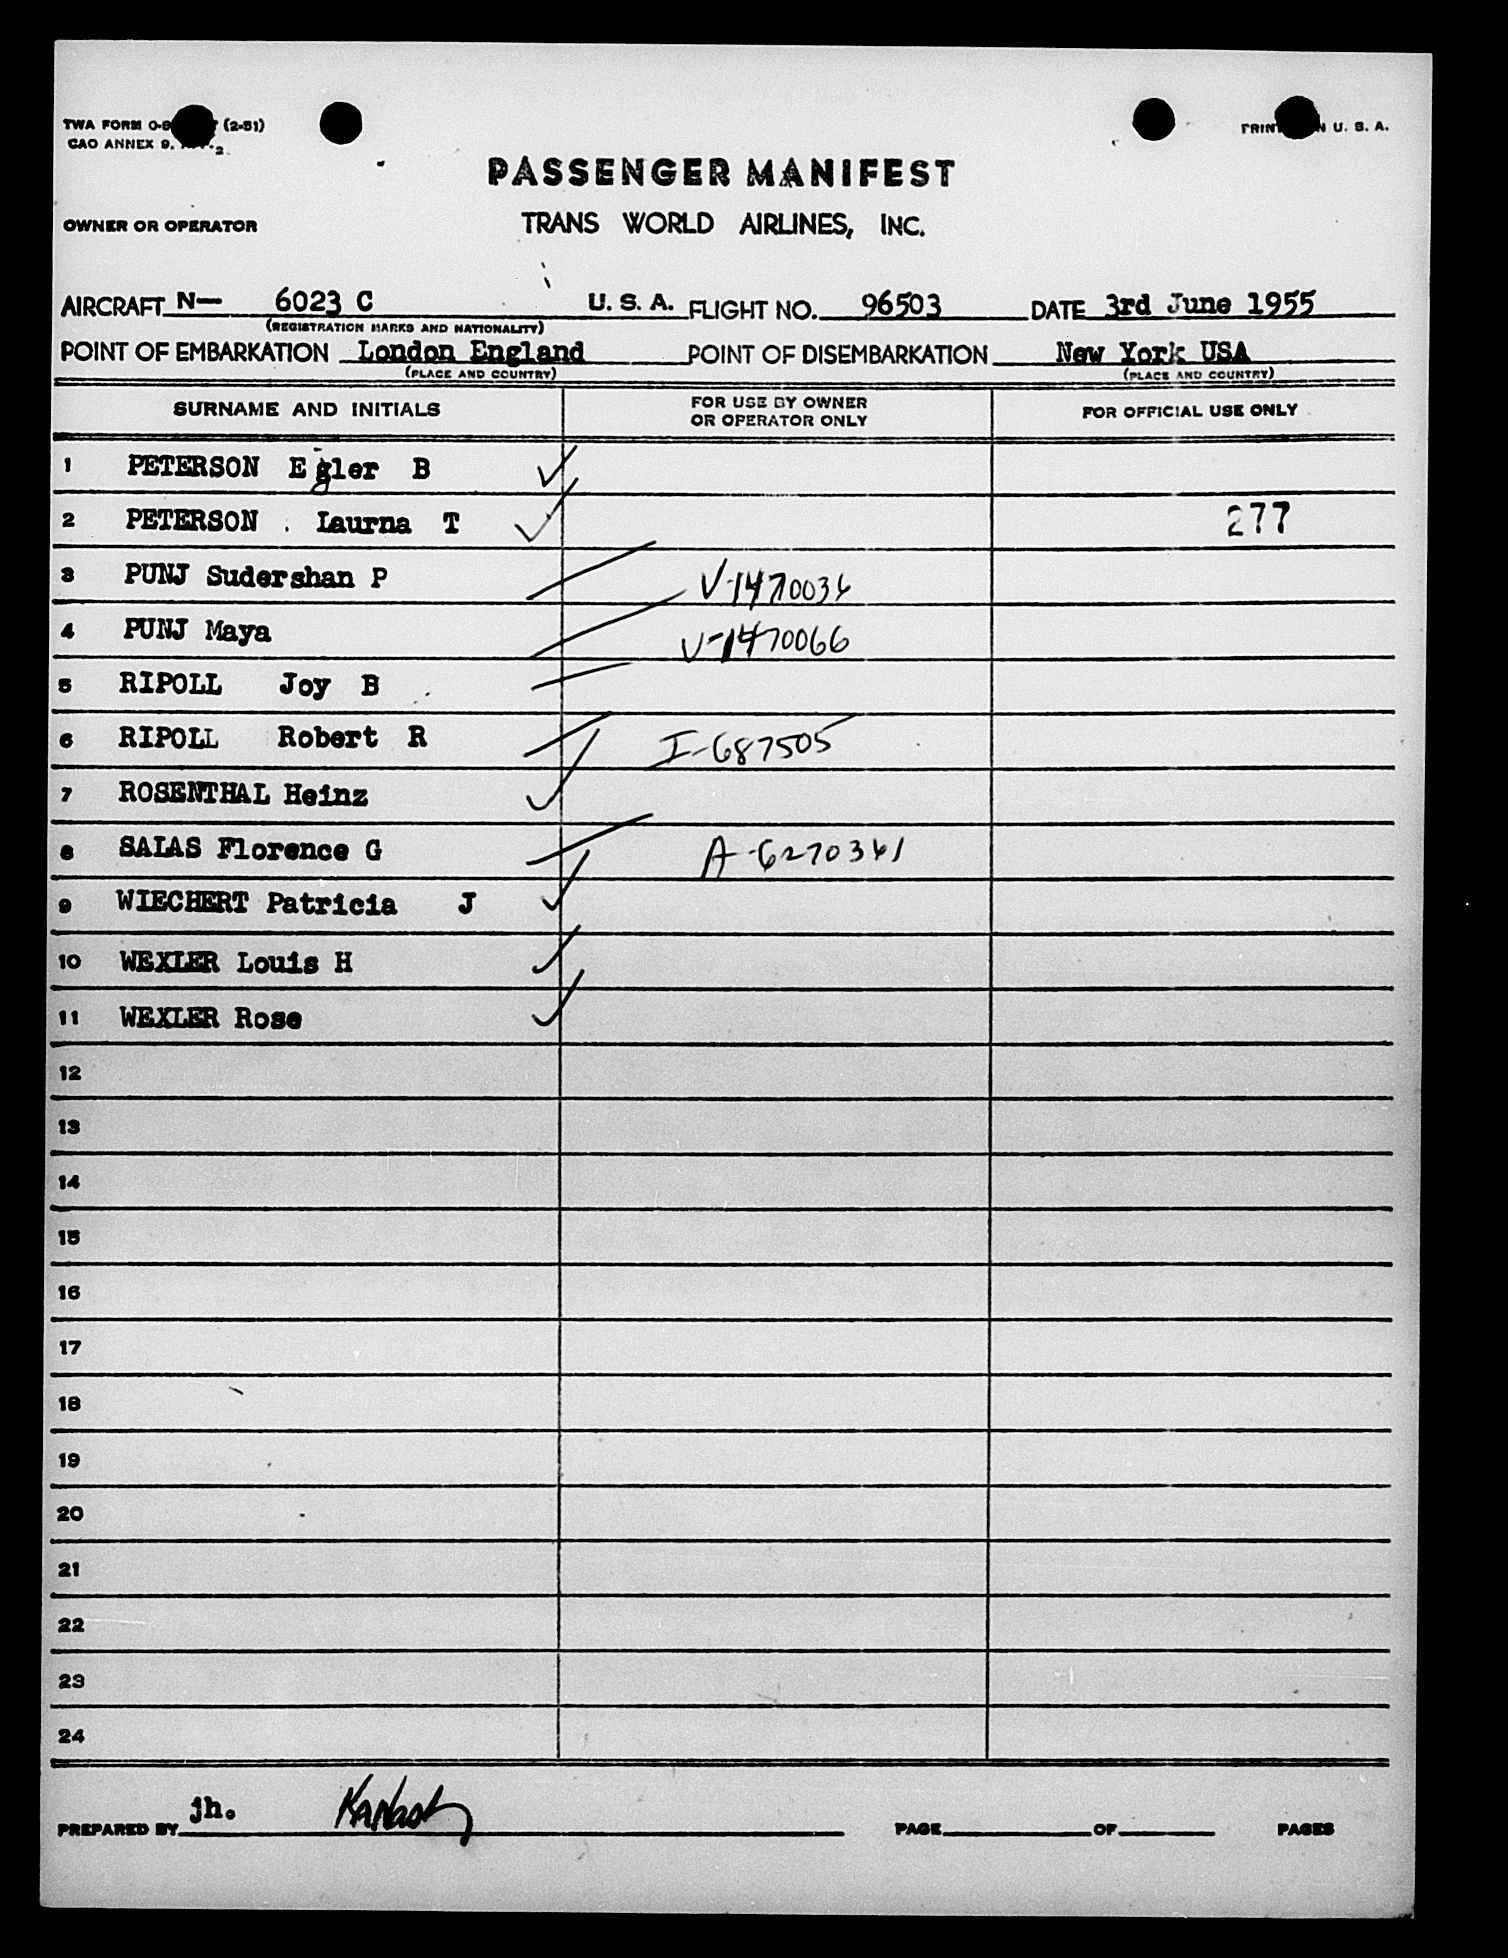 TWA FORM (2-51)
CAO ANNEX 9, 2
U. S. A.
PASSENGER MANIFEST
OWNER OR OPERATOR TRANS WORLD AIRLINES, INC.
AIRCRAFT N— 6023 C U. S. A. FLIGHT NO. 96503 DATE 3rd June 1955
(REGISTRATION MARKS AND NATIONALITY)
POINT OF EMBARKATION London England POINT OF DISEMBARKATION New York USA
(PLACE AND COUNTRY) (PLACE AND COUNTRY)
SURNAME AND INITIALS FOR USE BY OWNER OR OPERATOR ONLY FOR OFFICIAL USE ONLY
1 PETERSON Egler B
2 PETERSON . Laurna T 277
3 PUNJ Sudershan P V-1470036
4 PUNJ Maya V-1470066
5 RIPOLL Joy B
6 RIPOLL Robert R I-687505
7 ROSENTHAL Heinz
8 SALAS Florence G A-6270341
9 WIECHERT Patricia J
10 WEXLER Louis H
11 WEXLER Rose
12
13
14
15
16
17
18
19
20
21
22
23
24
PREPARED BY jh. PAGE OF PAGES